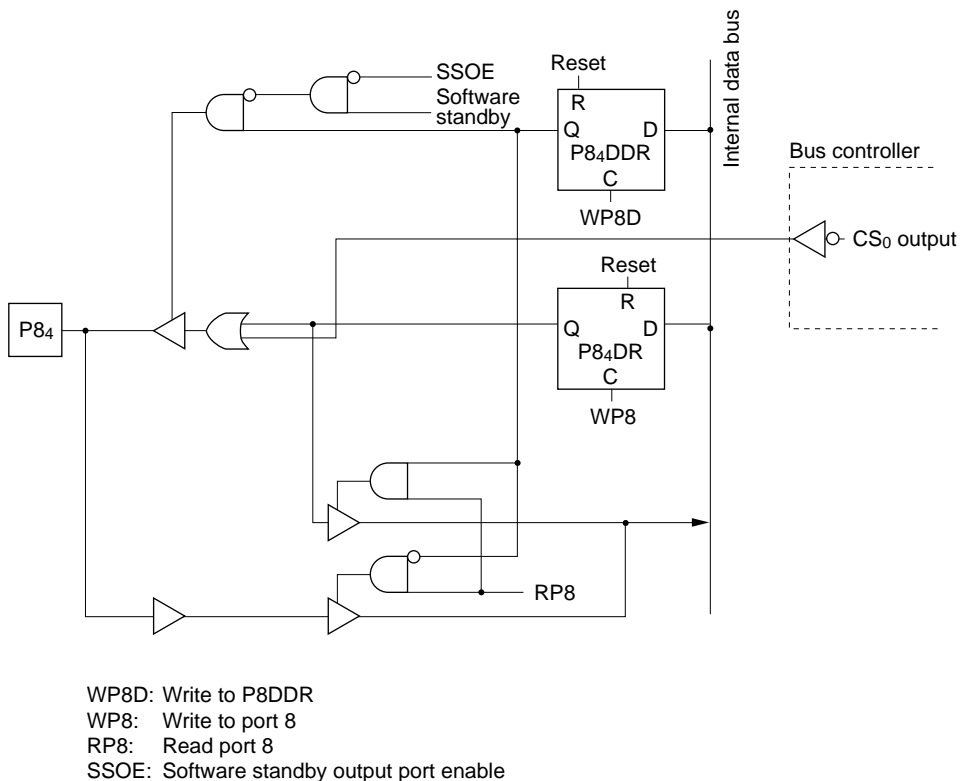 SSOE
Software
standby
Reset
R
Q D
P8₄DDR
C
WP8D
Internal data bus
Bus controller
CS₀ output
Reset
R
Q D
P8₄DR
C
WP8
P8₄
RP8
WP8D: Write to P8DDR
WP8: Write to port 8
RP8: Read port 8
SSOE: Software standby output port enable